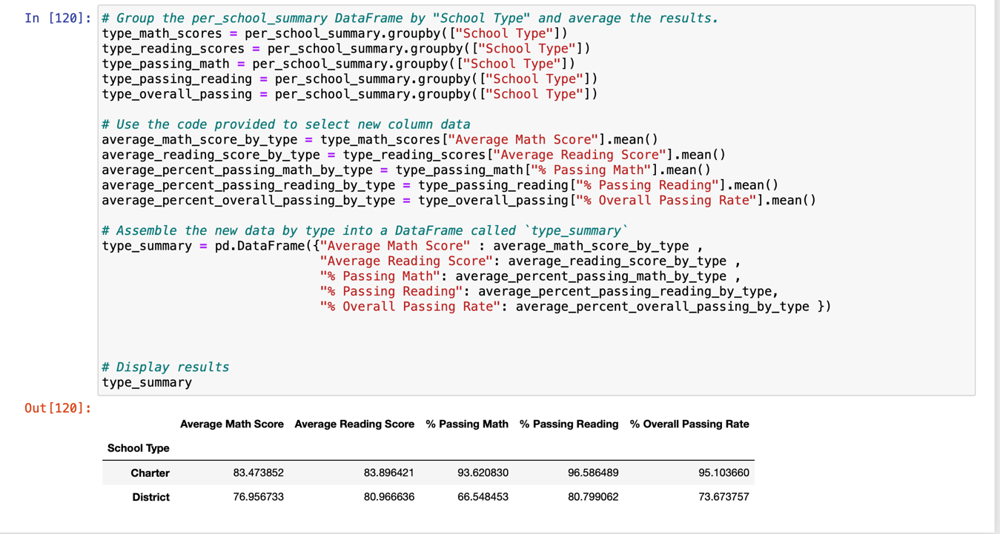 In [120]: # Group the per_school_summary DataFrame by "School Type" and average the results.
type_math_scores = per_school_summary.groupby(["School Type"])
type_reading_scores = per_school_summary.groupby(["School Type"])
type_passing_math = per_school_summary.groupby(["School Type"])
type_passing_reading = per_school_summary.groupby(["School Type"])
type_overall_passing = per_school_summary.groupby(["School Type"])
# Use the code provided to select new column data
average_math_score_by_type = type_math_scores["Average Math Score"].mean()
average_reading_score_by_type = type_reading_scores["Average Reading Score"].mean()
average_percent_passing_math_by_type = type_passing_math["% Passing Math"].mean()
average_percent_passing_reading_by_type = type_passing_reading["% Passing Reading"].mean()
average_percent_overall_passing_by_type = type_overall_passing["% Overall Passing Rate"].mean()
# Assemble the new data by type into a DataFrame called `type_summary`
type_summary = pd.DataFrame({"Average Math Score" : average_math_score_by_type ,
"Average Reading Score": average_reading_score_by_type ,
"% Passing Math": average_percent_passing_math_by_type ,
"% Passing Reading": average_percent_passing_reading_by_type,
"% Overall Passing Rate": average_percent_overall_passing_by_type })
# Display results
type_summary
Out[120]:
Average Math Score Average Reading Score % Passing Math % Passing Reading % Overall Passing Rate
School Type
Charter 83.473852 83.896421 93.620830 96.586489 95.103660
District 76.956733 80.966636 66.548453 80.799062 73.673757